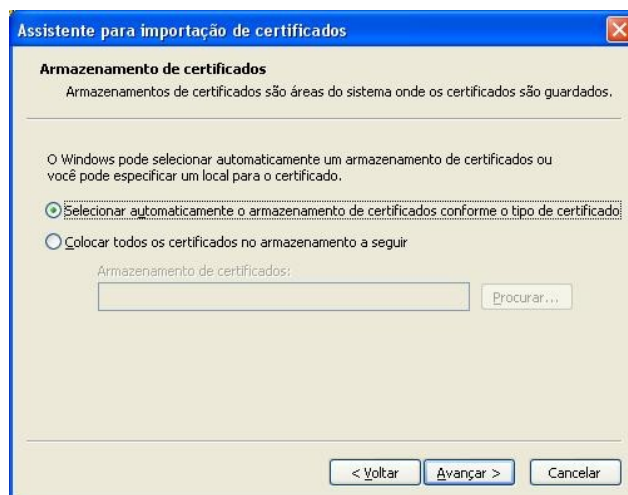 Assistente para importação de certificados
Armazenamento de certificados
Armazenamentos de certificados são áreas do sistema onde os certificados são guardados.
O Windows pode selecionar automaticamente um armazenamento de certificados ou
você pode especificar um local para o certificado.
Selecionar automaticamente o armazenamento de certificados conforme o tipo de certificado
Colocar todos os certificados no armazenamento a seguir
Armazenamento de certificados:
Procurar...
< Voltar Avançar > Cancelar